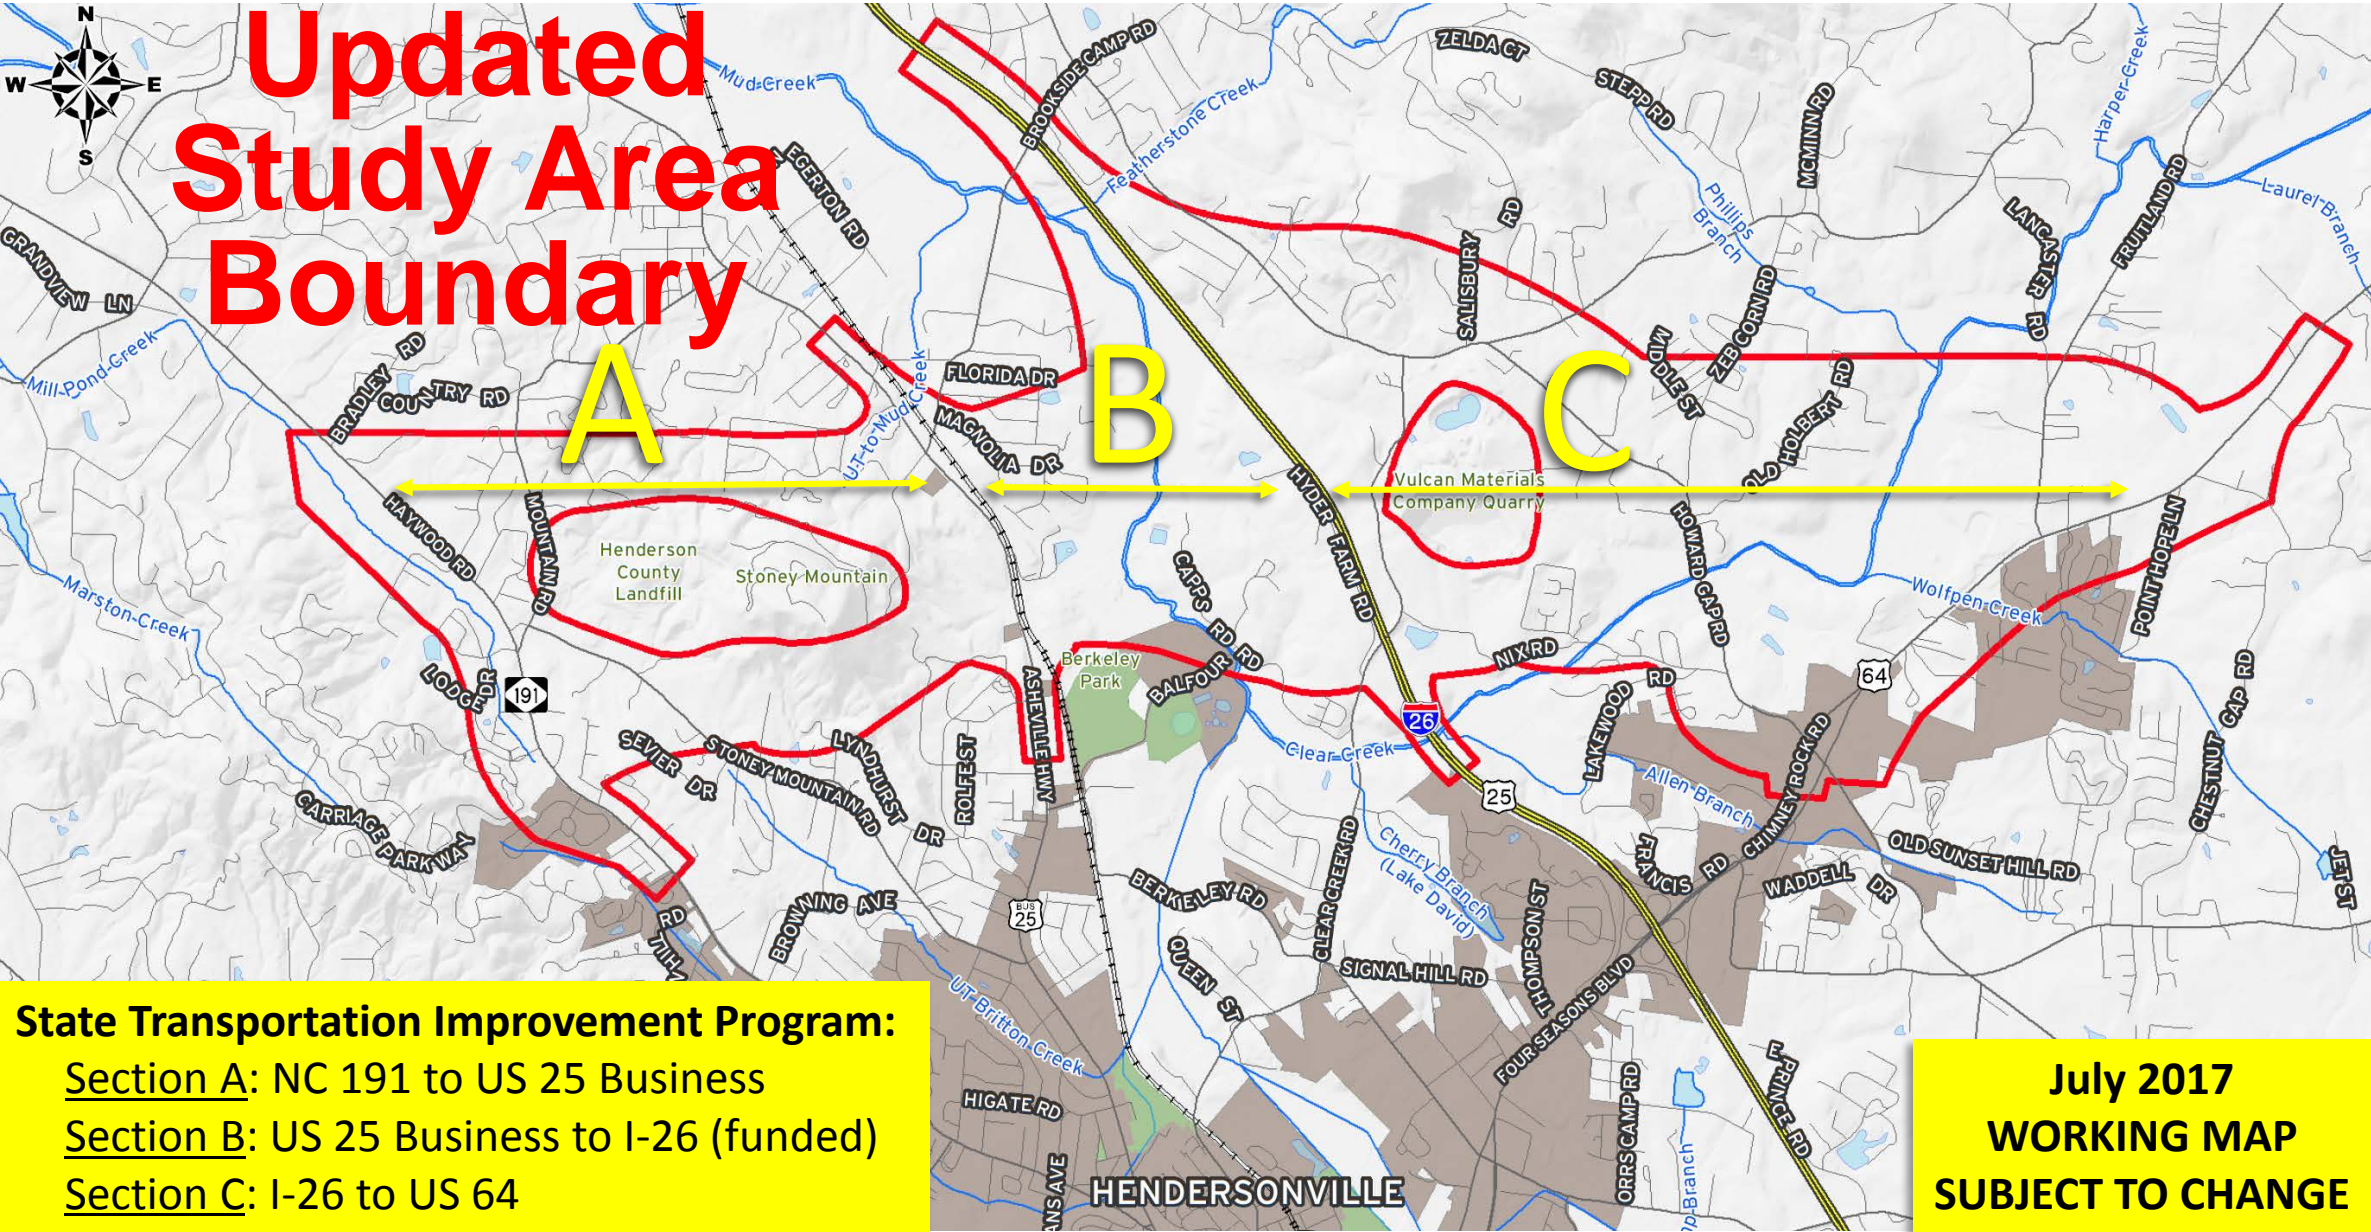 Updated
Study Area
Boundary
N
W
E
S
Mud Creek
BROOKSIDE CAMP RD
ZELDA CT
STEPP RD
MCMINN RD
Harper Creek
EGERTON RD
Featherstone Creek
Phillips
Branch
FRUITLAND RD
Laurel Branch
LANCASTER RD
GRANDVIEW LN
SALISBURY RD
Mill Pond Creek
BRADLEY RD
COUNTRY RD
A
FLORIDA DR
B
C
MIDDLE ST
ZEB CORN RD
OLD HOLBERT RD
UT to Mud Creek
MAGNOLIA DR
Vulcan Materials
Company Quarry
HYDER FARM RD
HAYWOOD RD
MOUNTAIN RD
Henderson
County
Landfill
Stoney Mountain
CAPPS RD
HOWARD GAP RD
Wolfpen Creek
POINT HOPE LN
Marston Creek
LODGE DR
191
Berkeley
Park
BALFOUR RD
NIX RD
LAKEWOOD RD
64
CHESTNUT GAP RD
SEVIER DR
STONEY MOUNTAIN RD
LYNDHURST DR
ROLFE ST
ASHEVILLE HWY
26
Clear Creek
25
Allen Branch
CHIMNEY ROCK RD
CARRIAGE PARK WAY
BROWNING AVE
BUS
25
BERKELEY RD
CLEAR CREEK RD
Cherry Branch
(Lake David)
FRANCIS RD
WADDELL DR
OLD SUNSET HILL RD
JET ST
THOMPSON ST
QUEEN ST
SIGNAL HILL RD
FOUR SEASONS BLVD
UT Britton Creek
HIGATE RD
ORRS CAMP RD
E PRINCE RD
HENDERSONVILLE
State Transportation Improvement Program:
Section A: NC 191 to US 25 Business
Section B: US 25 Business to I-26 (funded)
Section C: I-26 to US 64
July 2017
WORKING MAP
SUBJECT TO CHANGE